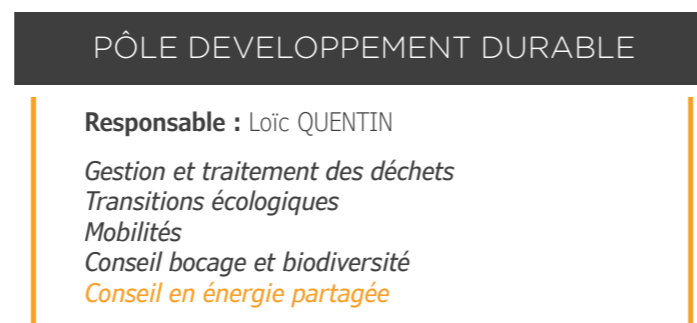 PÔLE DEVELOPPEMENT DURABLE
Responsable : Loïc QUENTIN
Gestion et traitement des déchets
Transitions écologiques
Mobilités
Conseil bocage et biodiversité
Conseil en énergie partagée